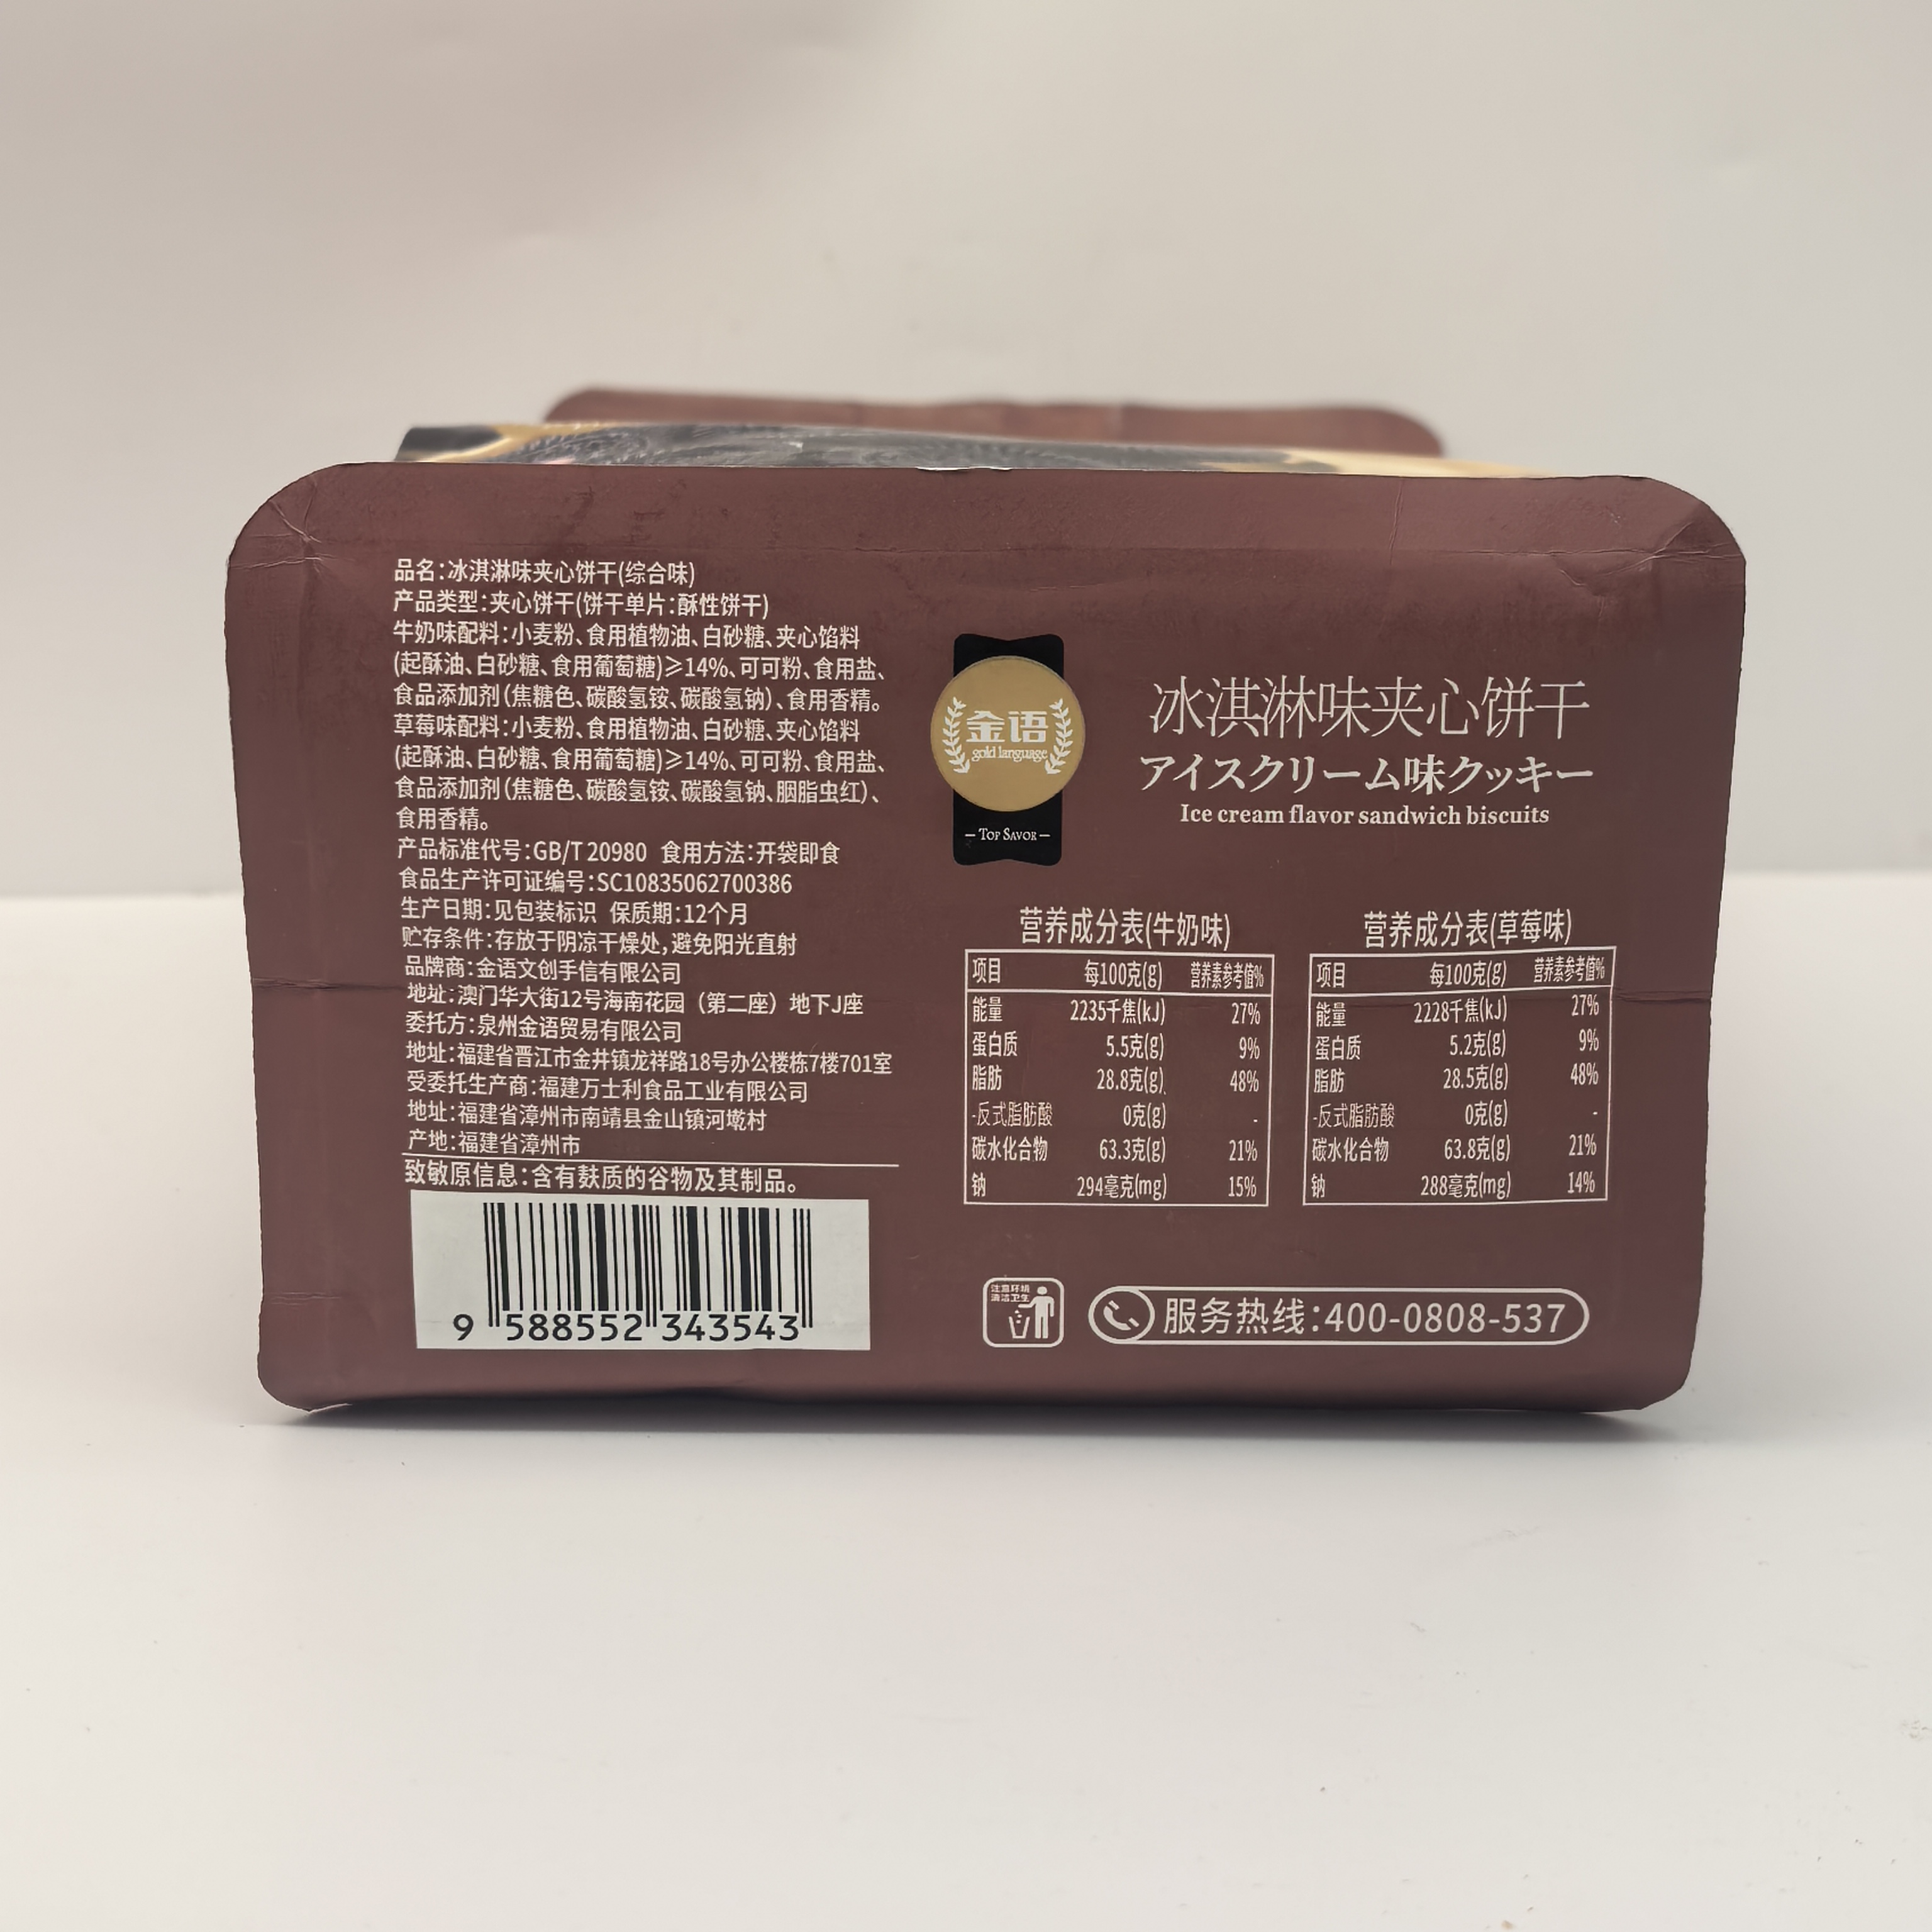 品名:冰淇淋味夹心饼干(综合味)
产品类型:夹心饼干(饼干单片:酥性饼干)
牛奶味配料:小麦粉、食用植物油、白砂糖、夹心馅料
(起酥油、白砂糖、食用葡萄糖)≥14%、可可粉、食用盐、
食品添加剂(焦糖色、碳酸氢铵、碳酸氢钠)、食用香精。
草莓味配料:小麦粉、食用植物油、白砂糖、夹心馅料
(起酥油、白砂糖、食用葡萄糖)≥14%、可可粉、食用盐、
食品添加剂(焦糖色、碳酸氢铵、碳酸氢钠、胭脂虫红)、
食用香精。
产品标准代号:GB/T 20980 食用方法:开袋即食
食品生产许可证编号:SC10835062700386
生产日期:见包装标识 保质期:12个月
贮存条件:存放于阴凉干燥处,避免阳光直射
品牌商:金语文创手信有限公司
地址:澳门华大街12号海南花园（第二座）地下J座
委托方:泉州金语贸易有限公司
地址:福建省晋江市金井镇龙祥路18号办公楼栋7楼701室
受委托生产商:福建万士利食品工业有限公司
地址:福建省漳州市南靖县金山镇河墘村
产地:福建省漳州市
致敏原信息:含有麸质的谷物及其制品。
9 588552 343543
金语
gold language
TOP SAVOR
冰淇淋味夹心饼干
アイスクリーム味クッキー
Ice cream flavor sandwich biscuits
营养成分表(牛奶味)
项目 每100克(g) 营养素参考值%
能量 2235千焦(kJ) 27%
蛋白质 5.5克(g) 9%
脂肪 28.8克(g) 48%
-反式脂肪酸 0克(g) -
碳水化合物 63.3克(g) 21%
钠 294毫克(mg) 15%
营养成分表(草莓味)
项目 每100克(g) 营养素参考值%
能量 2228千焦(kJ) 27%
蛋白质 5.2克(g) 9%
脂肪 28.5克(g) 48%
-反式脂肪酸 0克(g) -
碳水化合物 63.8克(g) 21%
钠 288毫克(mg) 14%
注意环境
清洁卫生
服务热线:400-0808-537